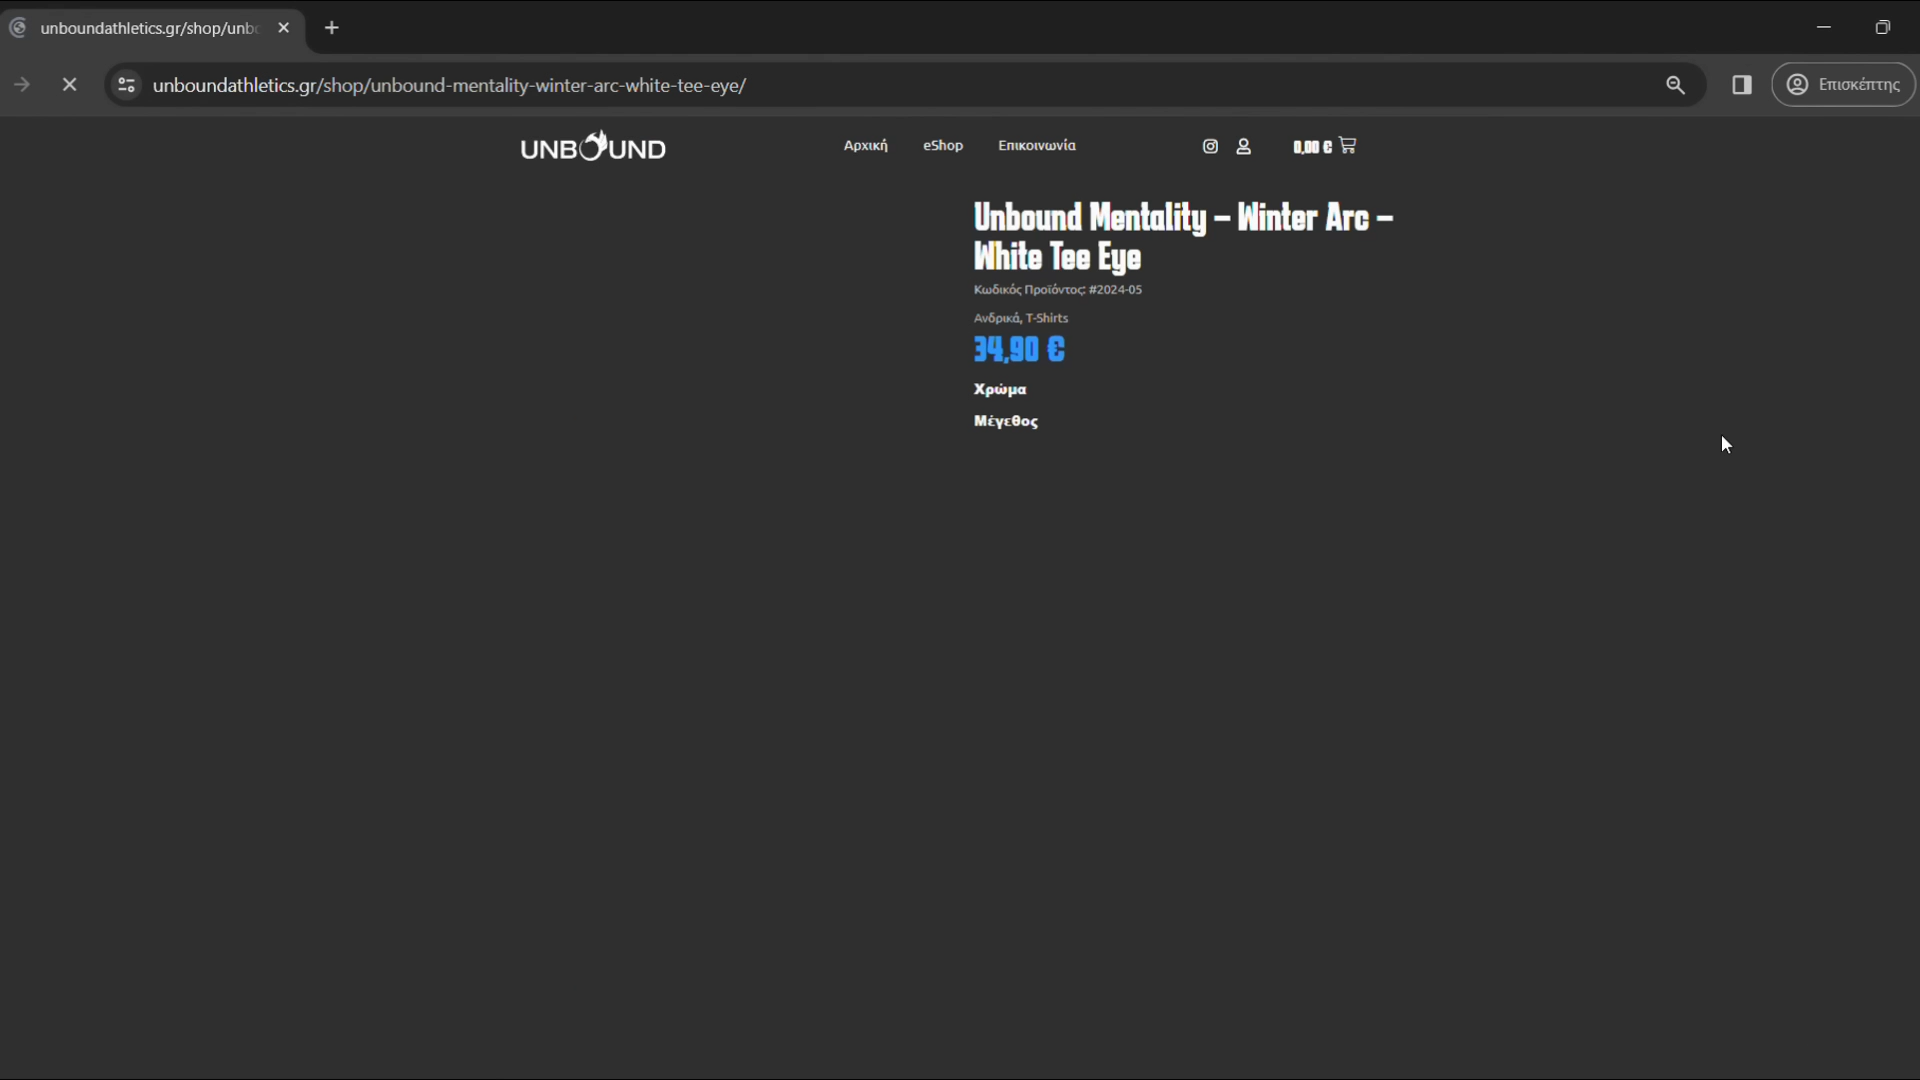 unboundathletics.gr/shop/unb
unboundathletics.gr/shop/unbound-mentality-winter-arc-white-tee-eye/
Επισκέπτης
UNBOUND
Αρχική
eShop
Επικοινωνία
0,00 €
Unbound Mentality – Winter Arc –
White Tee Eye
Κωδικός Προϊόντος: #2024-05
Ανδρικά, T-Shirts
34,90 €
Χρώμα
Μέγεθος